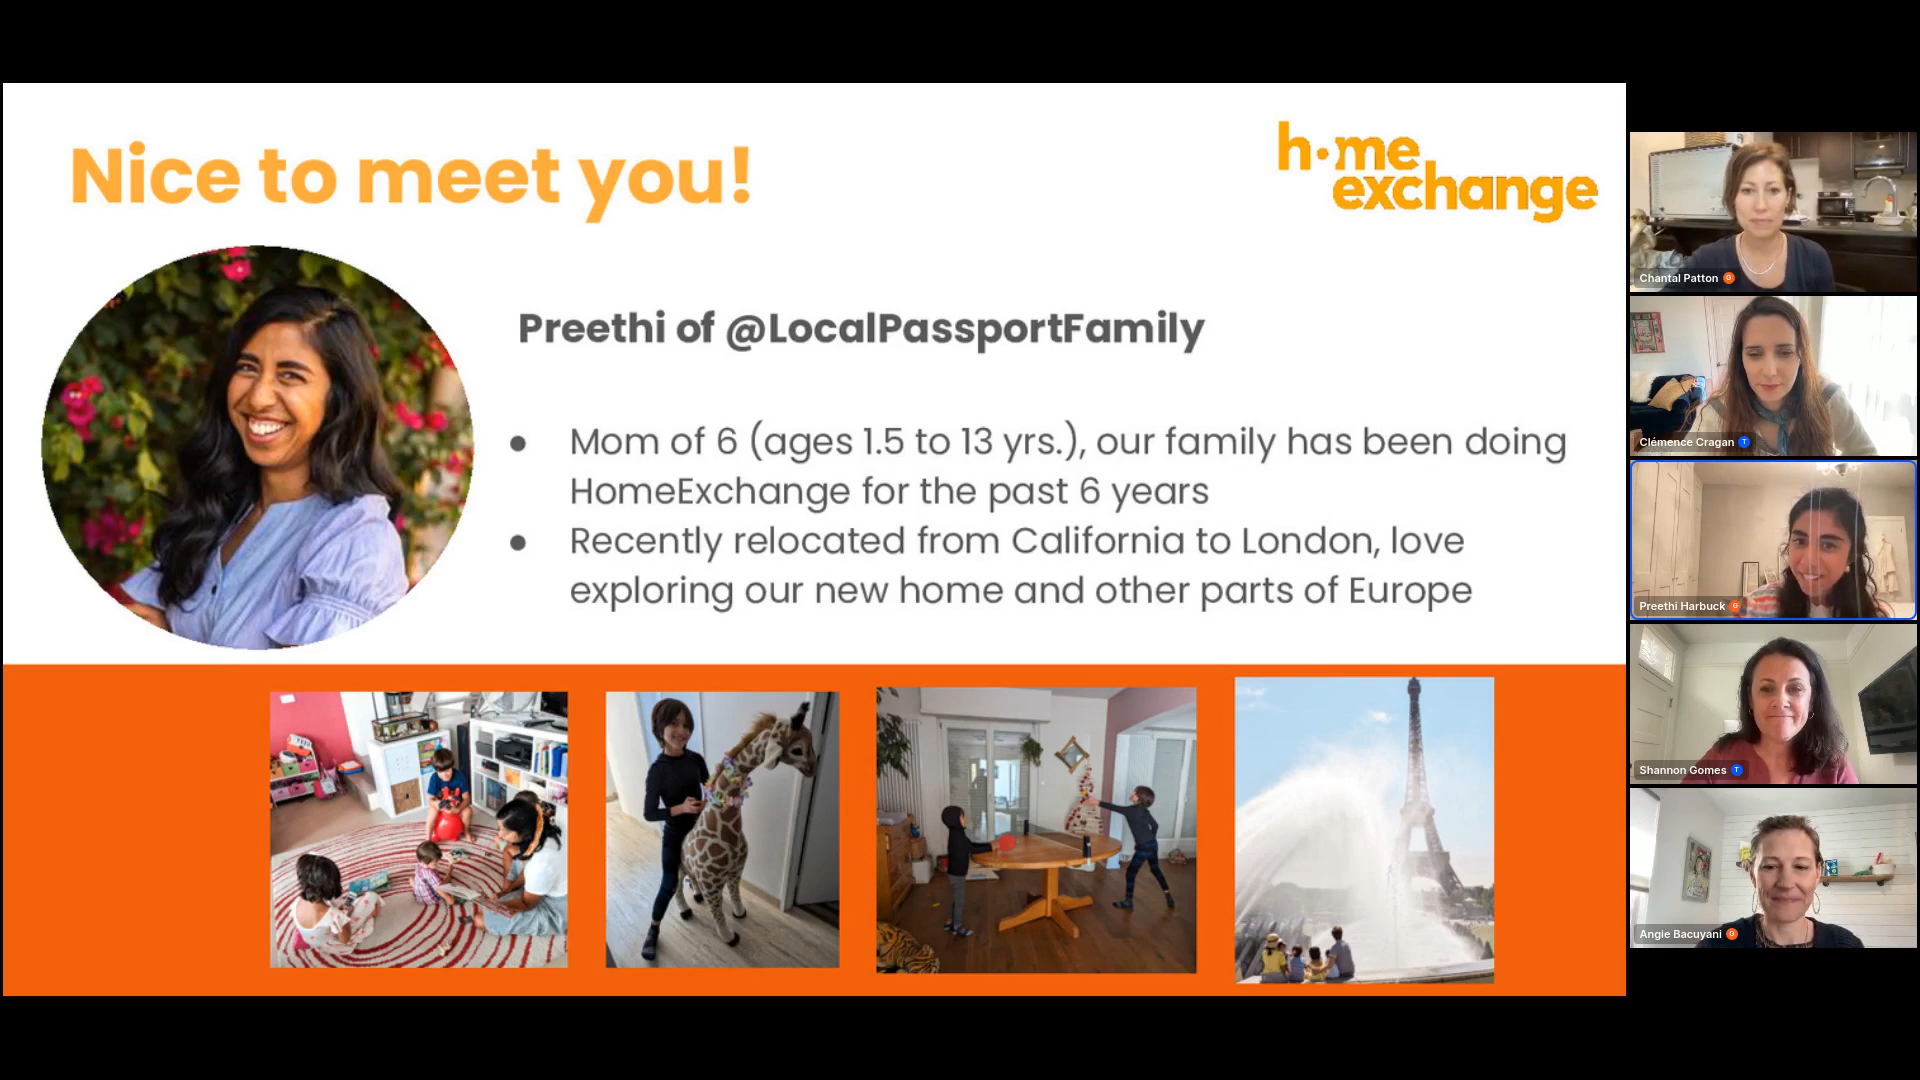 Nice to meet you!
h·me
exchange
Preethi of @LocalPassportFamily
● Mom of 6 (ages 1.5 to 13 yrs.), our family has been doing
HomeExchange for the past 6 years
● Recently relocated from California to London, love
exploring our new home and other parts of Europe
Chantal Patton G
Clémence Cragan T
Preethi Harbuck G
Shannon Gomes T
Angie Bacuyani G